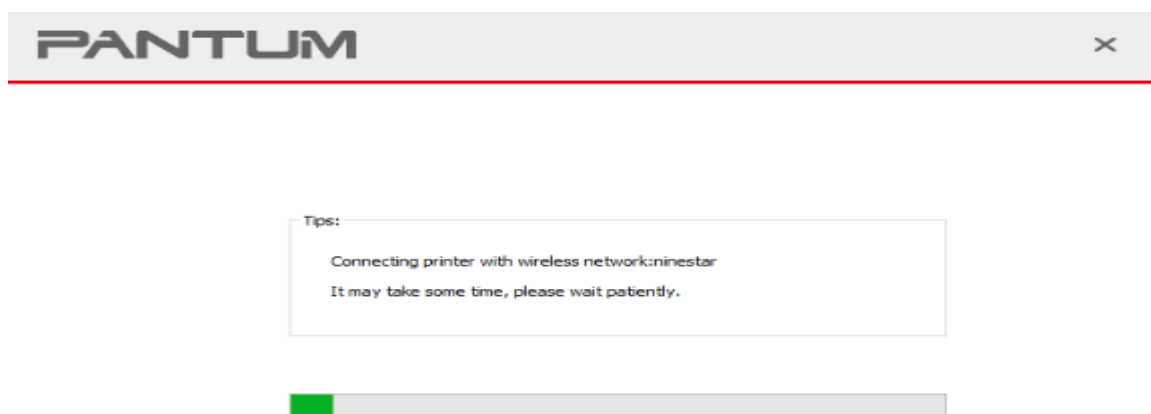 PANTUM
Tips:
Connecting printer with wireless network:ninestar
It may take some time, please wait patiently.